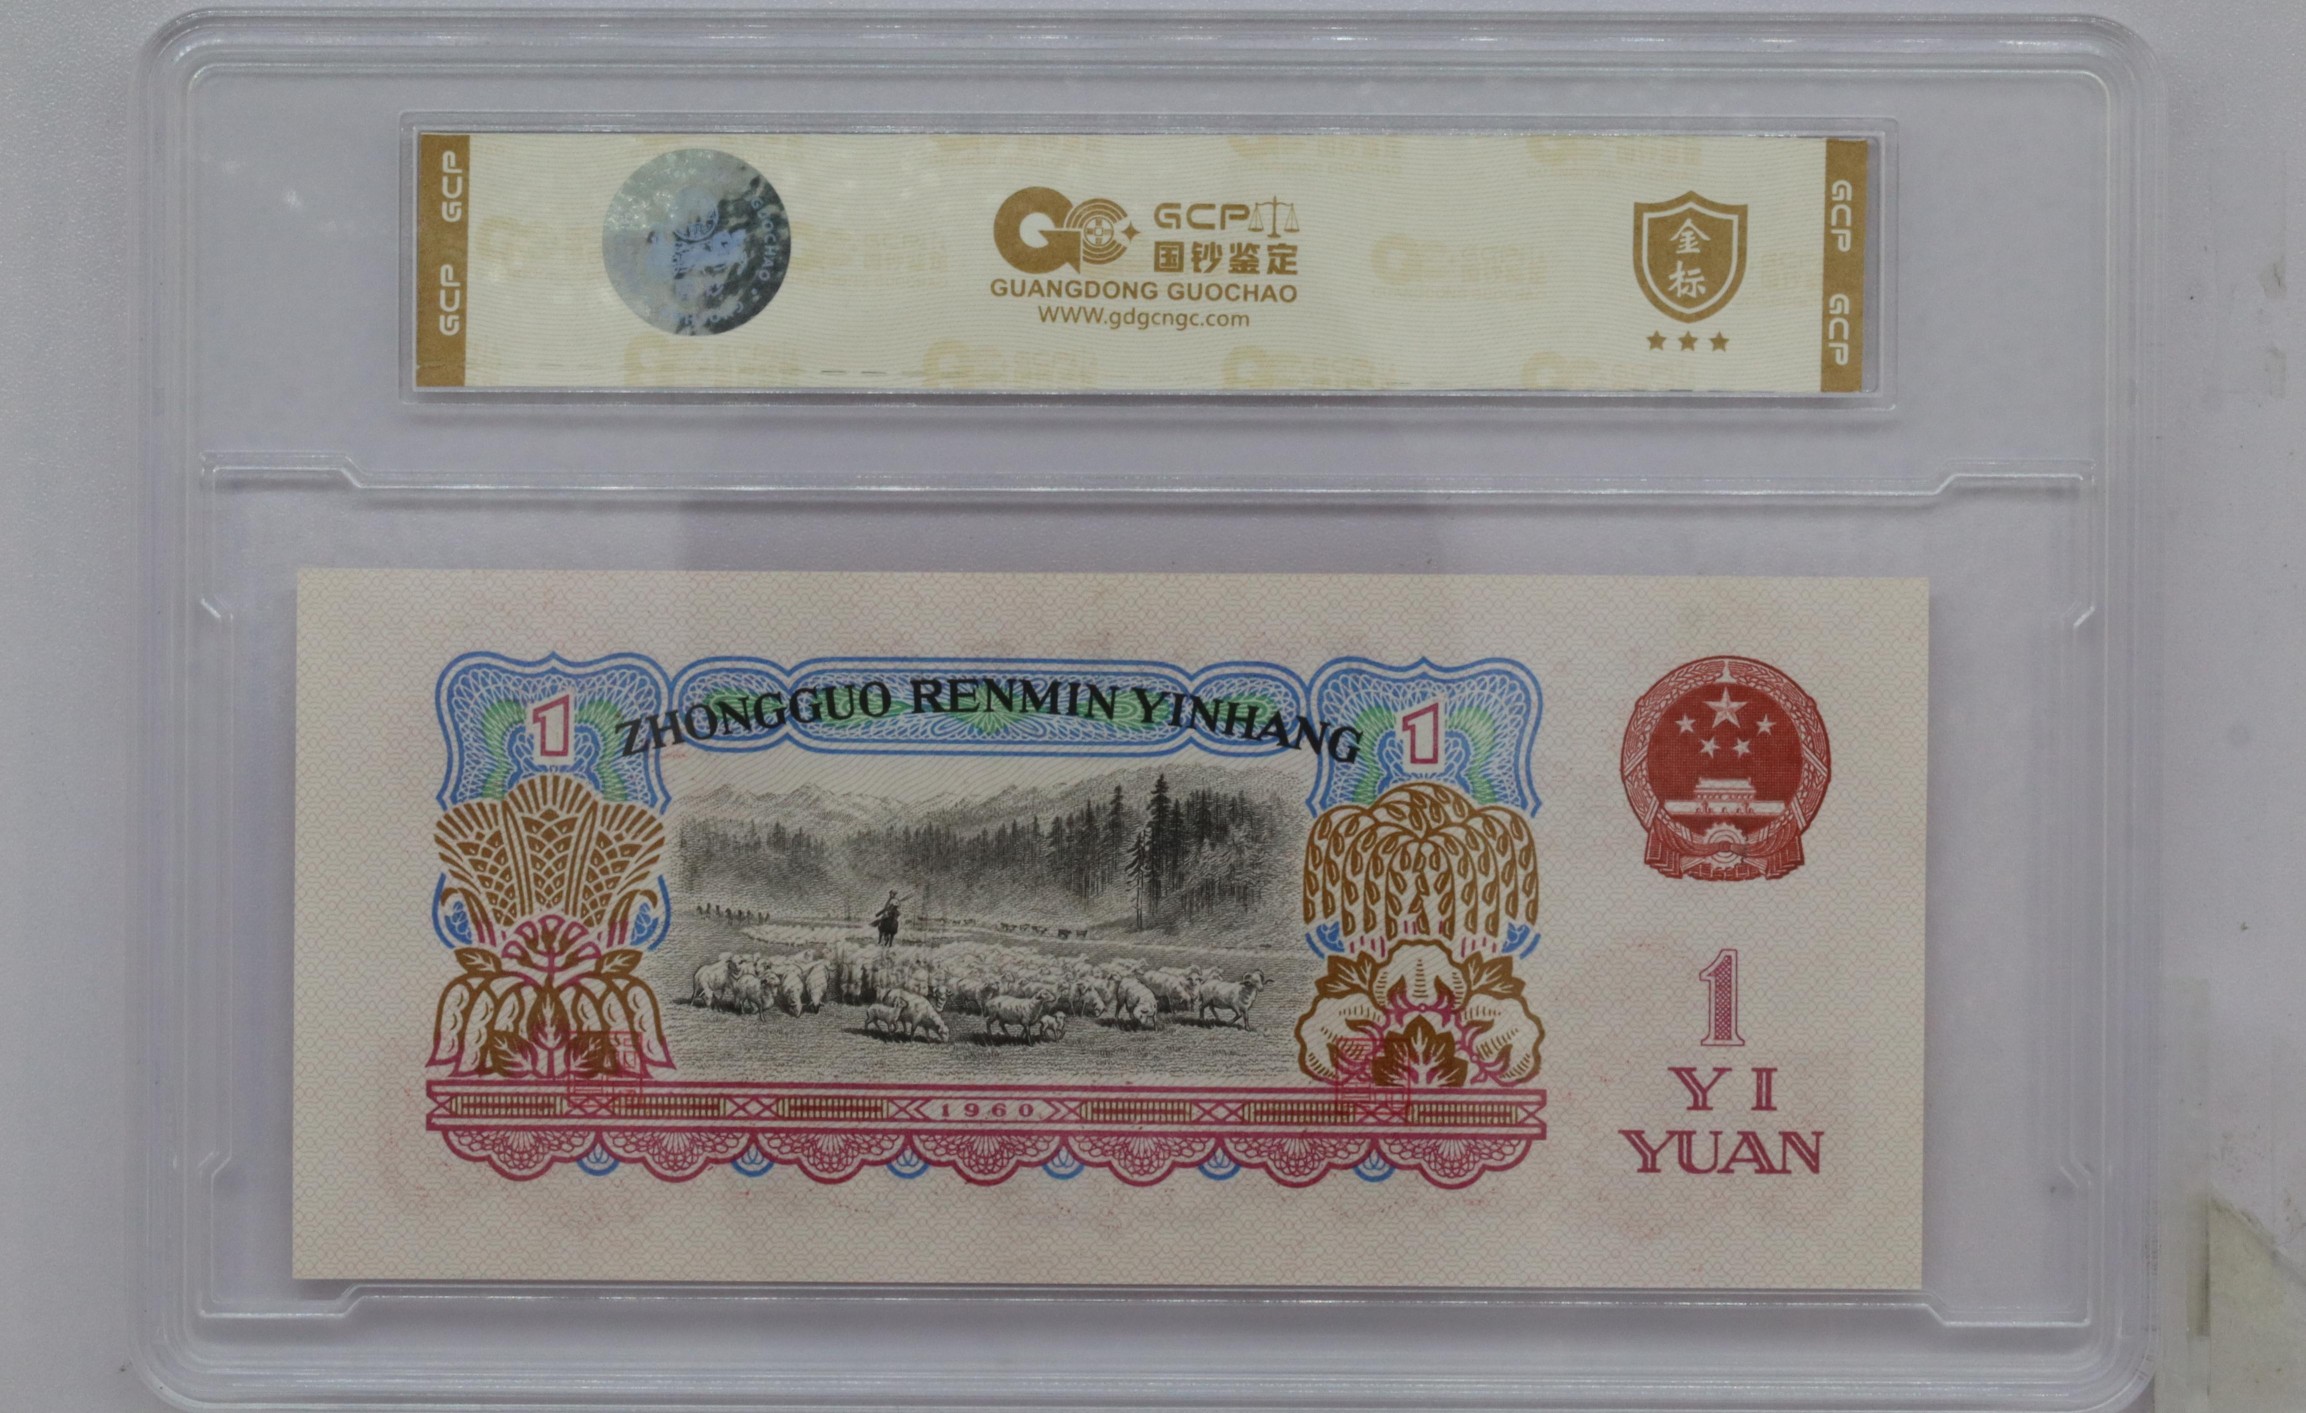 GCP GCP
GCP
国钞鉴定
GUANGDONG GUOCHAO
WWW.gdgcngc.com
金标
GCP GCP
1 ZHONGGUO RENMIN YINHANG 1
1960
1
YI
YUAN